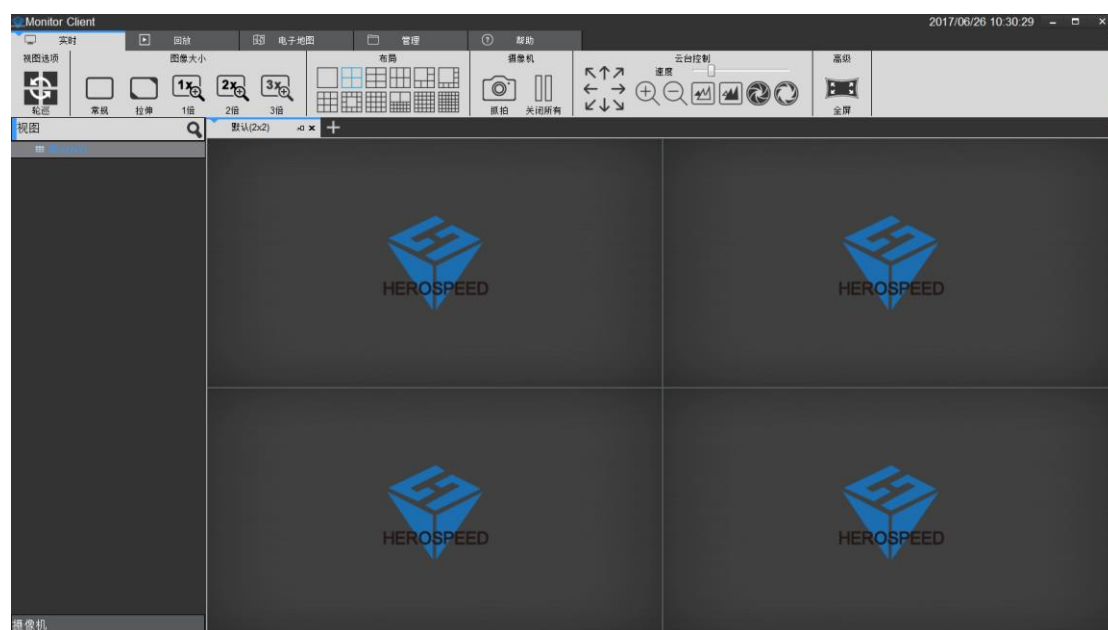 Monitor Client 2017/06/26 10:30:29
实时 回放 电子地图 管理 帮助
视图选项 图像大小 布局 摄像机 云台控制 高级
速度
1x 2x 3x
轮巡 常规 拉伸 1倍 2倍 3倍 抓拍 关闭所有 全屏
视图 默认(2x2)
HEROSPEED HEROSPEED
HEROSPEED HEROSPEED
摄像机